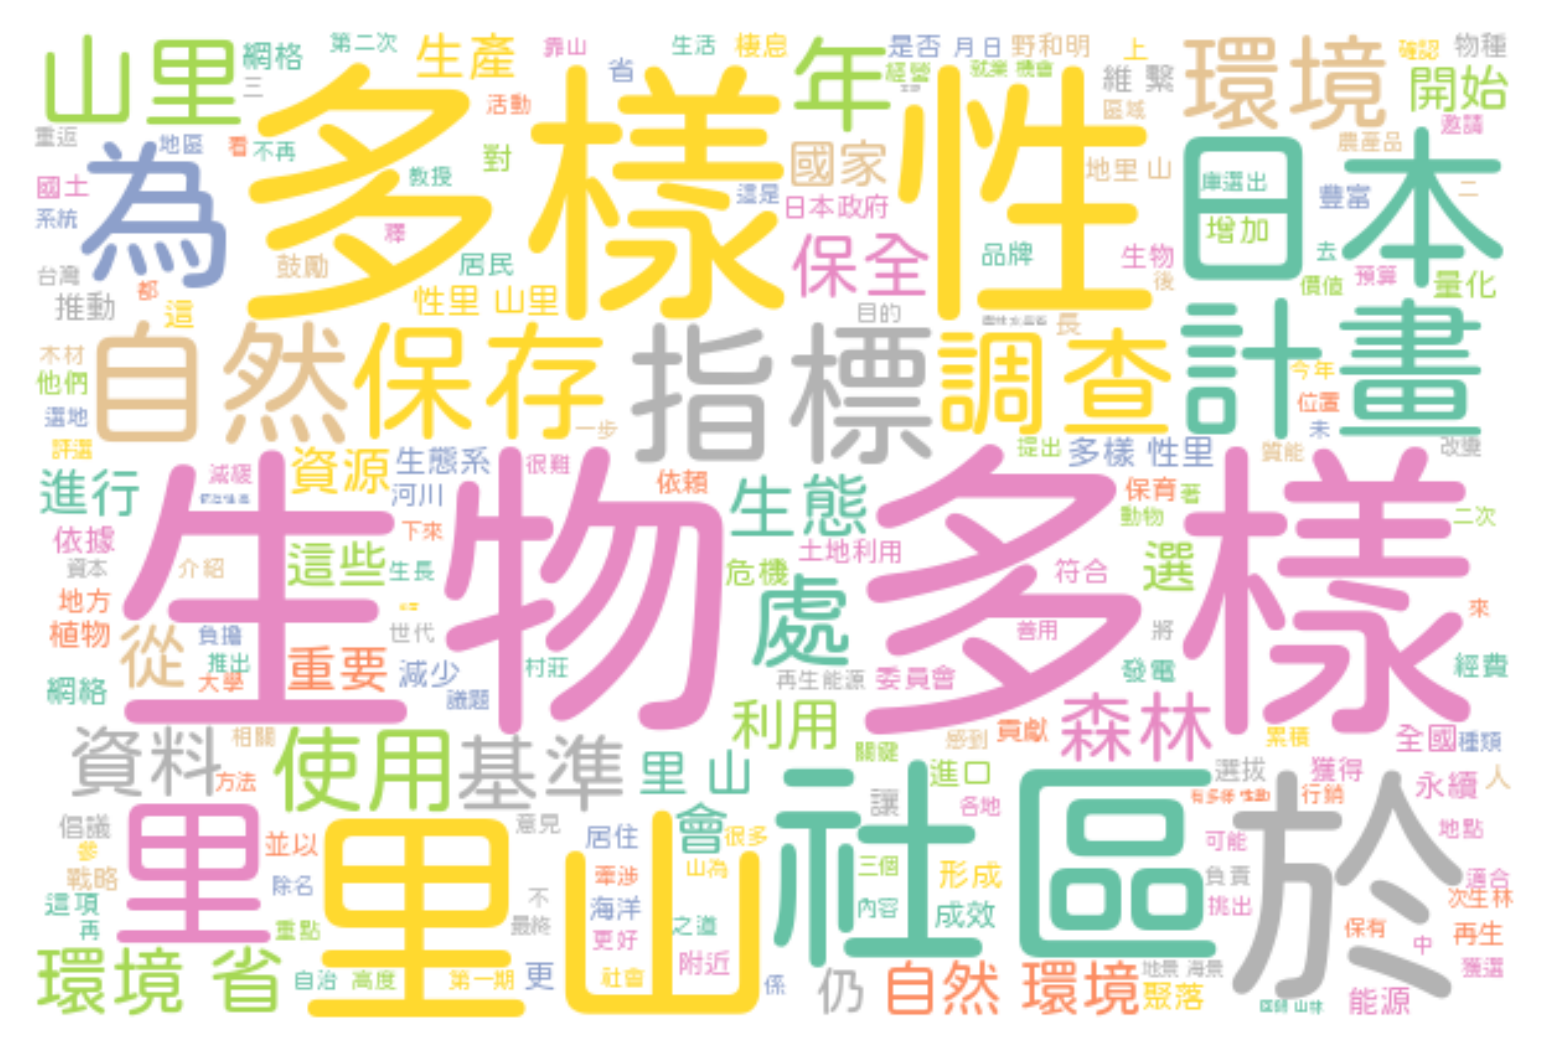 山里
網格
三
第二次
生產
靠山
省
生活
棲息
年
是否
月日
野和明
上
經營
就業 機會
維繫
環境
確認
物種
開始
重返
地區
看
不再
活動
多樣性
區域
邀請
農產品
國土
為
教授
對
國家
地里山
日本
庫選出
豐富
二
系統
釋
這是
日本政府
增加
台灣
都
鼓勵
居民
保全
品牌
生物
後
去
預算
價值
量化
推動
這
性里 山里
目的
長
木材
他們
選地
評選
自然
保存
一步
指標
調查
計畫
今年
位置
未
改變
進行
減緩
資源
生態系
河川
很難
依賴
生態
提出
多樣 性里
質能
保育
著
動物
二次
依據
資本
介紹
下來
這些
生長
生物多樣
土地利用
危機
符合
選
地方
植物
從
負擔
推出
大學
世代
重要
減少
議題
村莊
處
再生能源
委員會
善用
將
發電
來
經費
網絡
資料
相關
方法
使用
基準
里山
利用
關鍵
感到
貢獻
森林
累積
全國
種類
進口
各地
選拔
有多樣 性動
獲得
行銷
永續
人
倡議
參
戰略
里
並以
除名
意見
居住
會
很多
讓
社區
可能
於
地點
這項
再
重點
里山
不
最終
牽涉
海洋
更好
山為
之道
三個
內容
形成
成效
負責
挑出
適合
次生林
保有
中
再生
獲選
環境省
自治
高度
第一期
更
社會
附近
係
仍
自然 環境
地景
海景
聚落
區歸 山林
能源